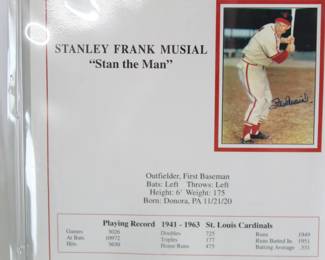 STANLEY FRANK MUSIAL
"Stan the Man"
Stan Musial
Outfielder, First Baseman
Bats: Left Throws: Left
Height: 6' Weight: 175
Born: Donora, PA 11/21/20
Playing Record 1941 - 1963 St. Louis Cardinals
Games 3026 Doubles 725 Runs 1949
At Bats 10972 Triples 177 Runs Batted In 1951
Hits 3630 Home Runs 475 Batting Average .331